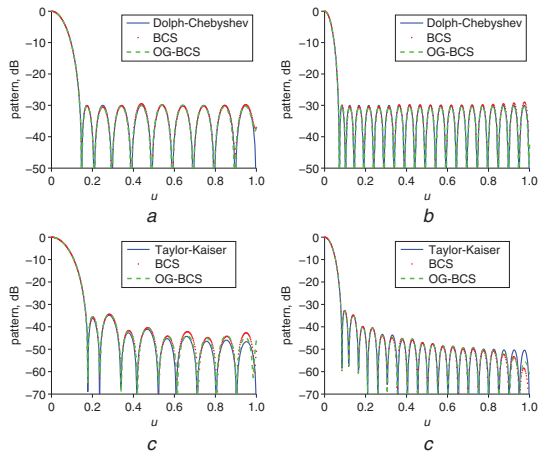 0
−10
−20
−30
−40
−50
pattern, dB
Dolph-Chebyshev
BCS
OG-BCS
0 0.2 0.4 0.6 0.8 1.0
u
a
0
−10
−20
−30
−40
−50
pattern, dB
Dolph-Chebyshev
BCS
OG-BCS
0 0.2 0.4 0.6 0.8 1.0
u
b
0
−10
−20
−30
−40
−50
−60
−70
pattern, dB
Taylor-Kaiser
BCS
OG-BCS
0 0.2 0.4 0.6 0.8 1.0
u
c
0
−10
−20
−30
−40
−50
−60
−70
pattern, dB
Taylor-Kaiser
BCS
OG-BCS
0 0.2 0.4 0.6 0.8 1.0
u
c